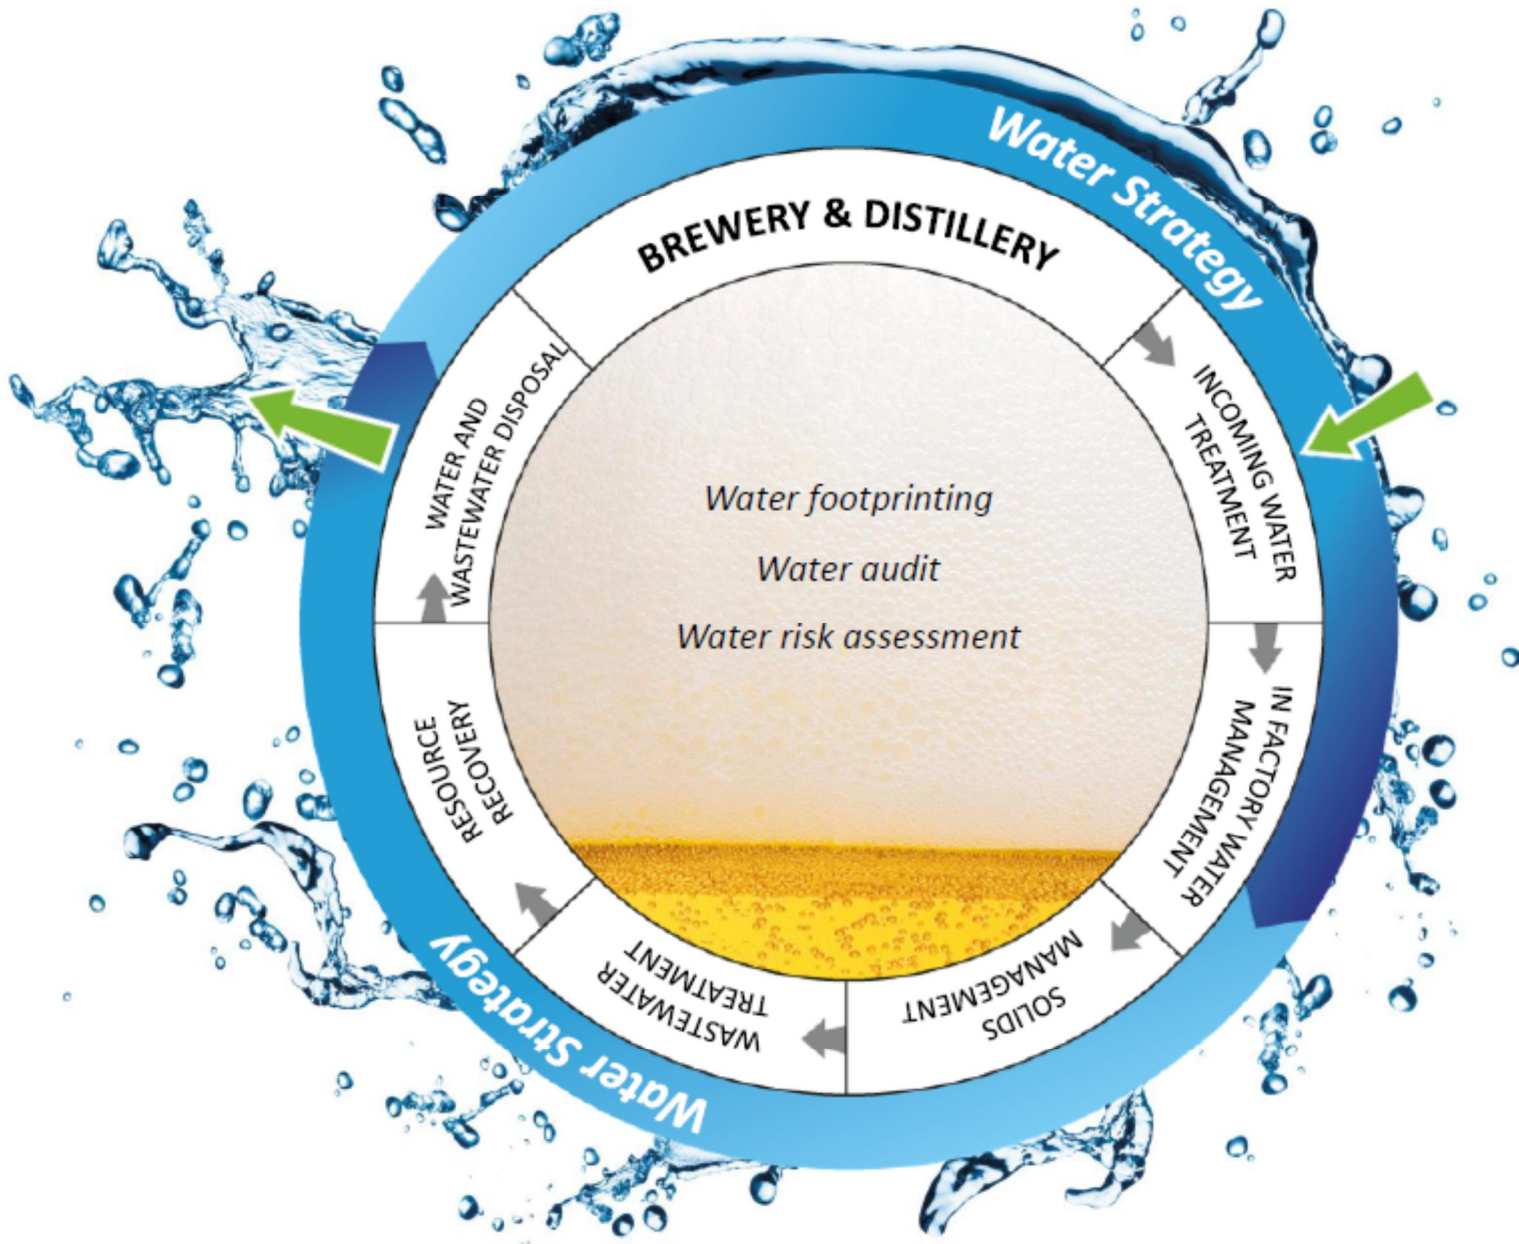 Water Strategy
BREWERY & DISTILLERY
INCOMING WATER
TREATMENT
IN FACTORY WATER
MANAGEMENT
SOLIDS
MANAGEMENT
WASTEWATER
TREATMENT
RESOURCE
RECOVERY
WATER AND
WASTEWATER DISPOSAL
Water footprinting
Water audit
Water risk assessment
Water Strategy